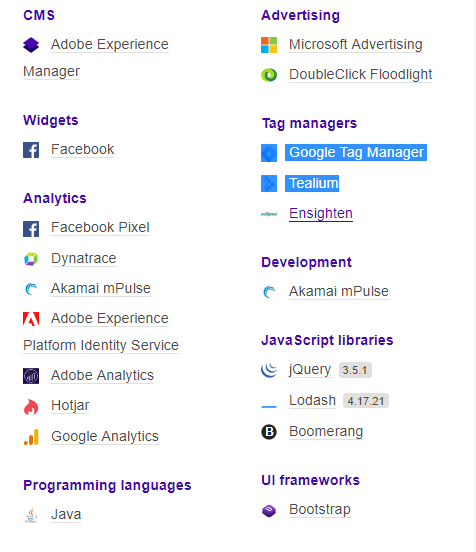 CMS
Adobe Experience
Manager
Widgets
Facebook
Analytics
Facebook Pixel
Dynatrace
Akamai mPulse
Adobe Experience
Platform Identity Service
Adobe Analytics
Hotjar
Google Analytics
Programming languages
Java
Advertising
Microsoft Advertising
DoubleClick Floodlight
Tag managers
Google Tag Manager
Tealium
Ensighten
Development
Akamai mPulse
JavaScript libraries
jQuery 3.5.1
Lodash 4.17.21
Boomerang
UI frameworks
Bootstrap